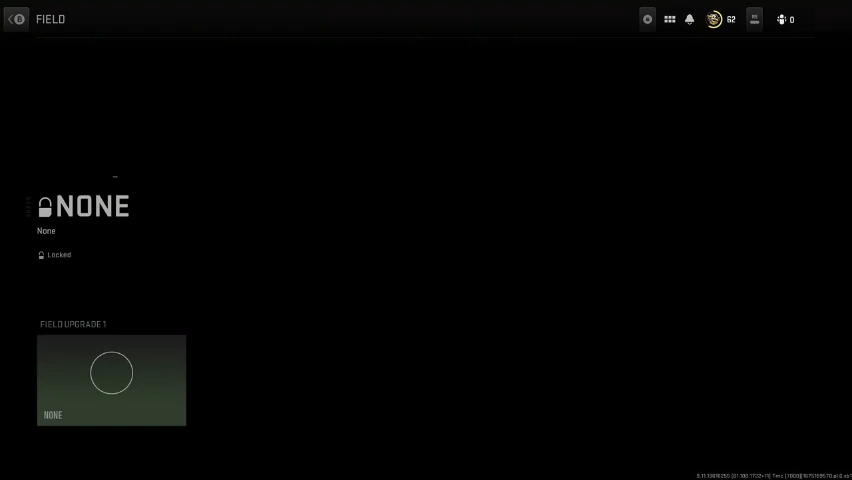 B FIELD
62
0
NONE
None
Locked
FIELD UPGRADE 1
NONE